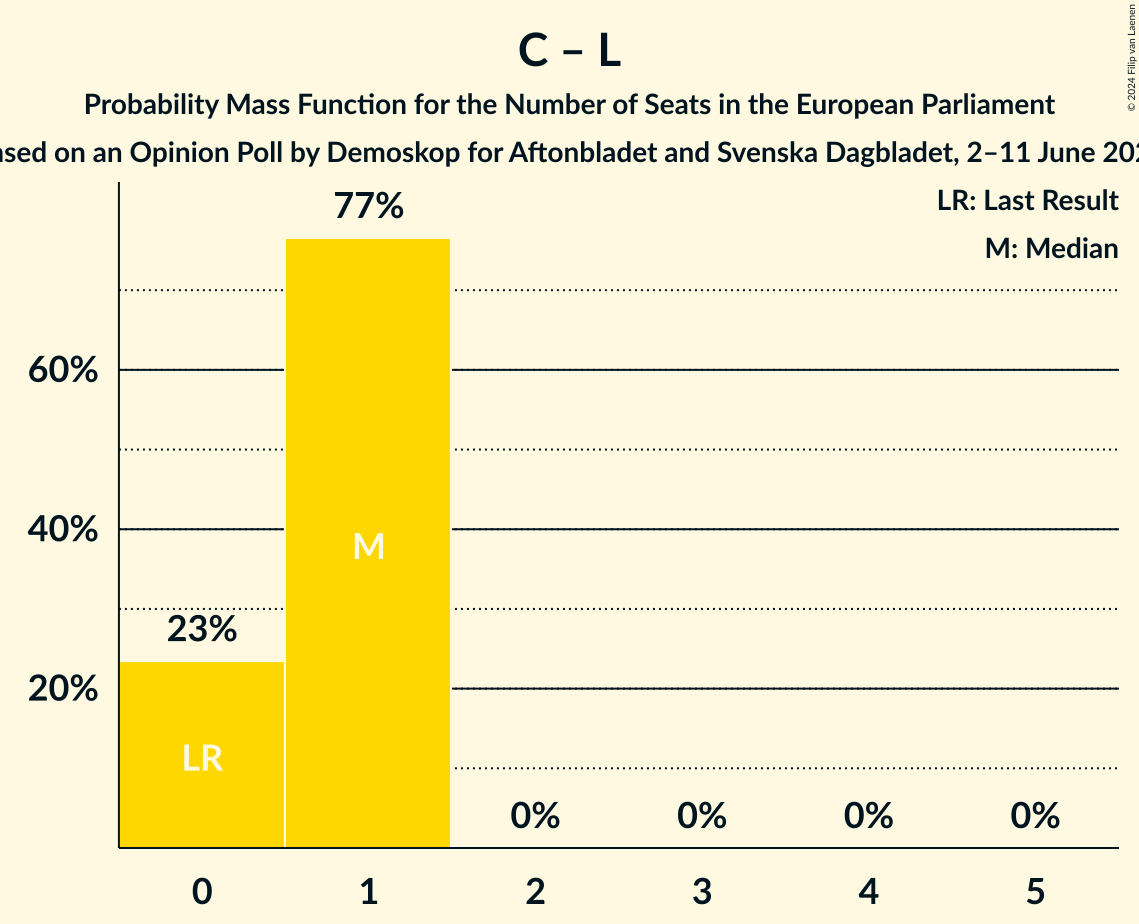 C – L
Probability Mass Function for the Number of Seats in the European Parliament
on an Opinion Poll by Demoskop for Aftonbladet and Svenska Dagbladet, 2–11 June
© 2024 Filip van Laenen
LR: Last Result
M: Median
77%
60%
M
40%
23%
20%
LR
0% 0% 0% 0%
0 1 2 3 4 5